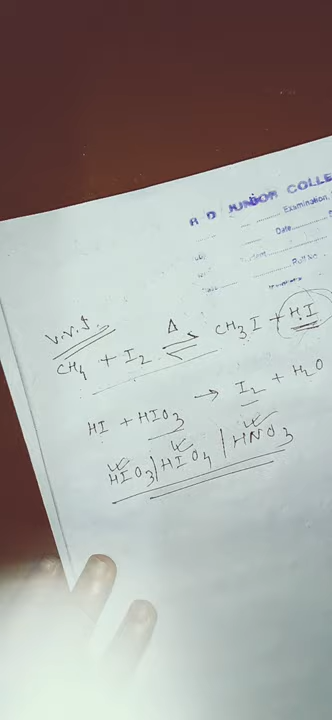 R D JUNIOR COLLE
Examination,
Date
Roll No
V.V.I.
CH₄ + I₂ ⇌ Δ CH₃I + HI
HI + HIO₃ → I₂ + H₂O
HIO₃ | HIO₄ | HNO₃